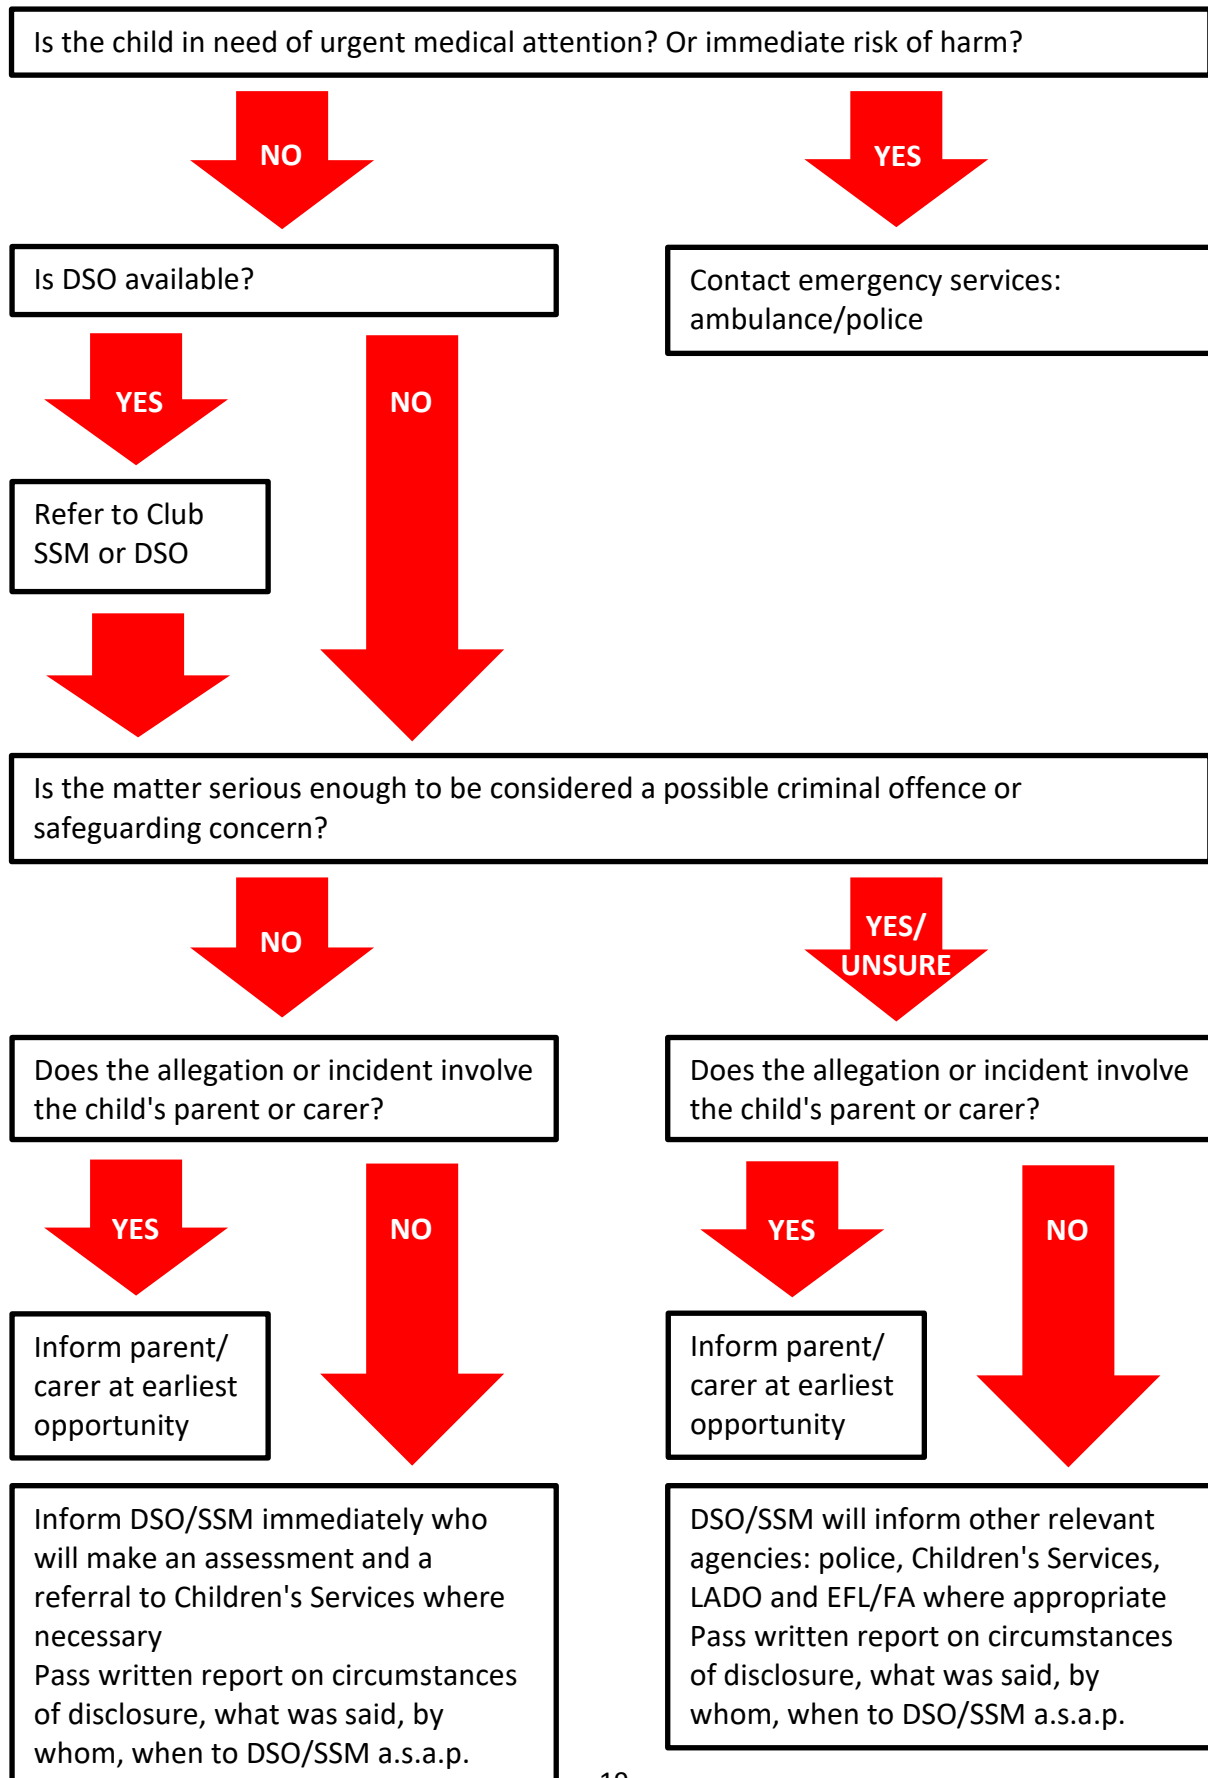 Is the child in need of urgent medical attention? Or immediate risk of harm?
NO
YES
Is DSO available?
Contact emergency services:
ambulance/police
YES
NO
Refer to Club
SSM or DSO
Is the matter serious enough to be considered a possible criminal offence or
safeguarding concern?
NO
YES/
UNSURE
Does the allegation or incident involve
the child's parent or carer?
Does the allegation or incident involve
the child's parent or carer?
YES
NO
YES
NO
Inform parent/
carer at earliest
opportunity
Inform parent/
carer at earliest
opportunity
Inform DSO/SSM immediately who
will make an assessment and a
referral to Children's Services where
necessary
Pass written report on circumstances
of disclosure, what was said, by
whom, when to DSO/SSM a.s.a.p.
DSO/SSM will inform other relevant
agencies: police, Children's Services,
LADO and EFL/FA where appropriate
Pass written report on circumstances
of disclosure, what was said, by
whom, when to DSO/SSM a.s.a.p.